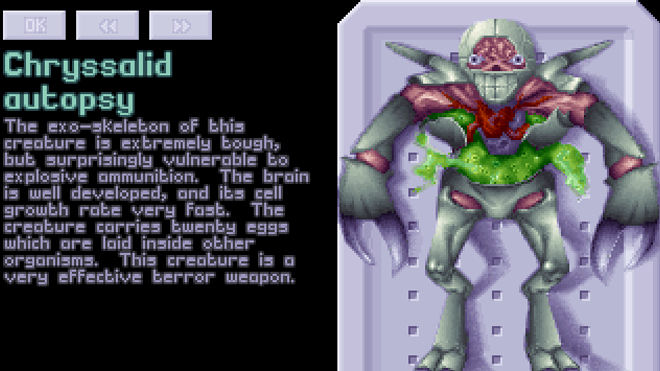 OK
<< >>
Chryssalid
autopsy
The exo-skeleton of this
creature is extremely tough,
but surprisingly vulnerable to
explosive ammunition. The brain
is well developed, and its cell
growth rate very fast. The
creature carries twenty eggs
which are laid inside other
organisms. This creature is a
very effective terror weapon.